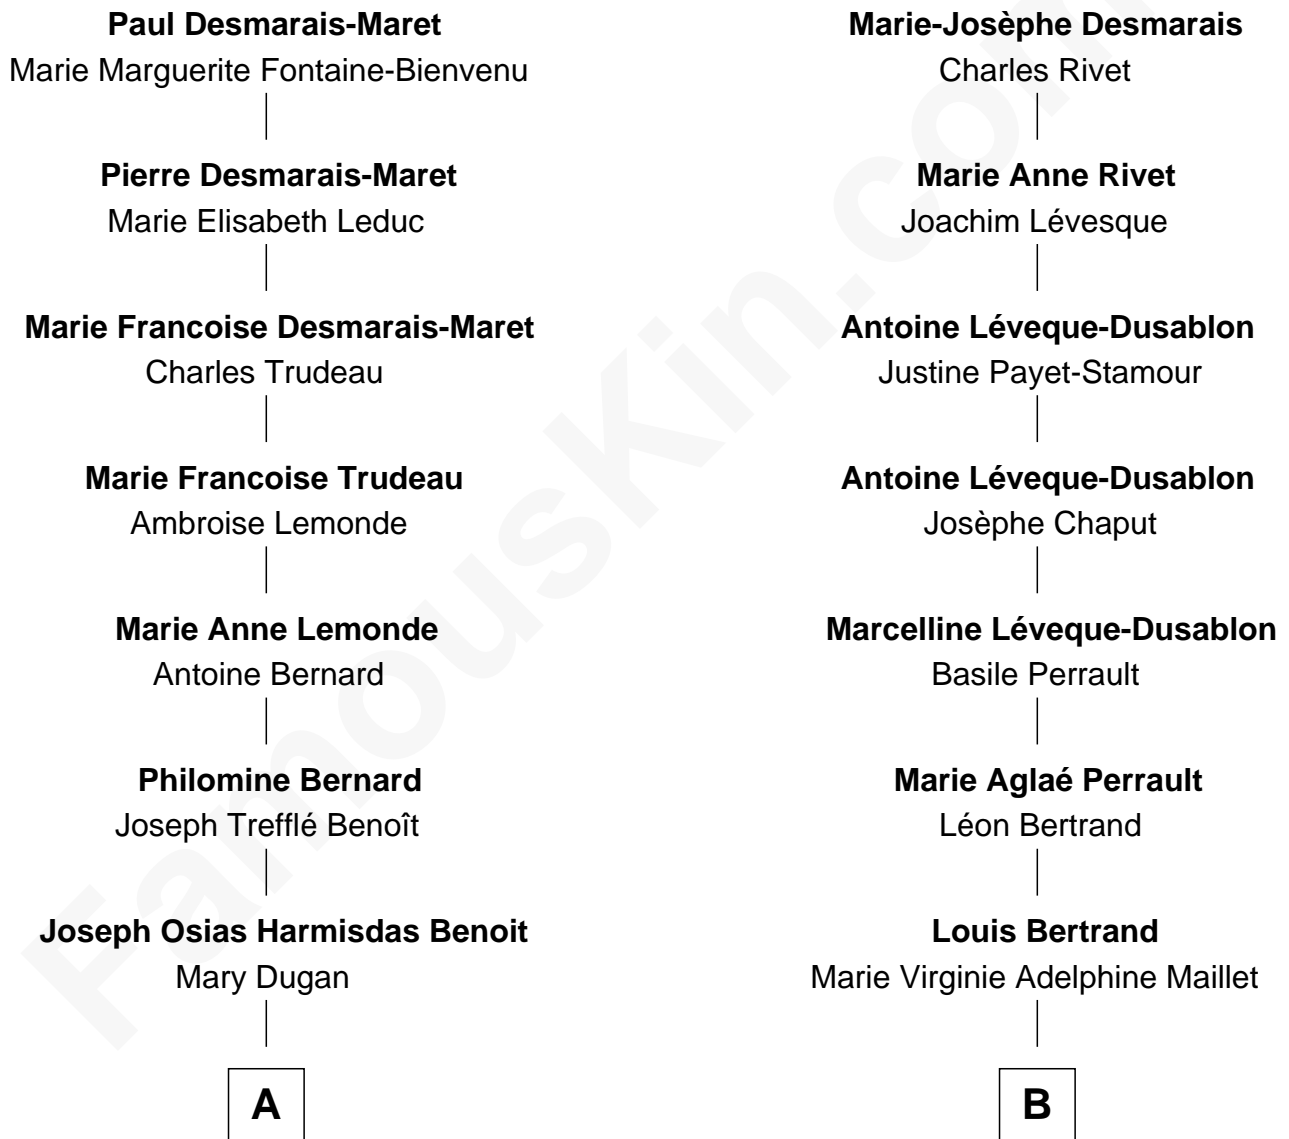 Paul Desmarais-Maret
Marie Marguerite Fontaine-Bienvenu
Pierre Desmarais-Maret
Marie Elisabeth Leduc
Marie Francoise Desmarais-Maret
Charles Trudeau
Marie Francoise Trudeau
Ambroise Lemonde
Marie Anne Lemonde
Antoine Bernard
Philomine Bernard
Joseph Trefflé Benoît
Joseph Osias Harmisdas Benoit
Mary Dugan
A
Marie-Josèphe Desmarais
Charles Rivet
Marie Anne Rivet
Joachim Lévesque
Antoine Léveque-Dusablon
Justine Payet-Stamour
Antoine Léveque-Dusablon
Josèphe Chaput
Marcelline Léveque-Dusablon
Basile Perrault
Marie Aglaé Perrault
Léon Bertrand
Louis Bertrand
Marie Virginie Adelphine Maillet
B
FamousKin.com